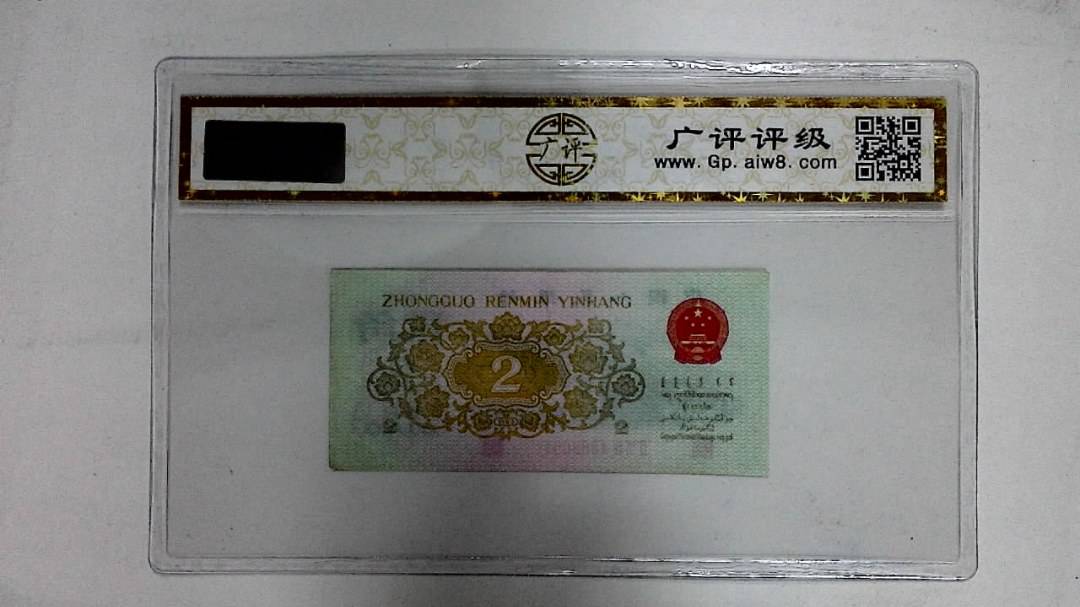 广评
广评评级
www.Gp.aiw8.com
ZHONGGUO RENMIN YINHANG
2
2 2